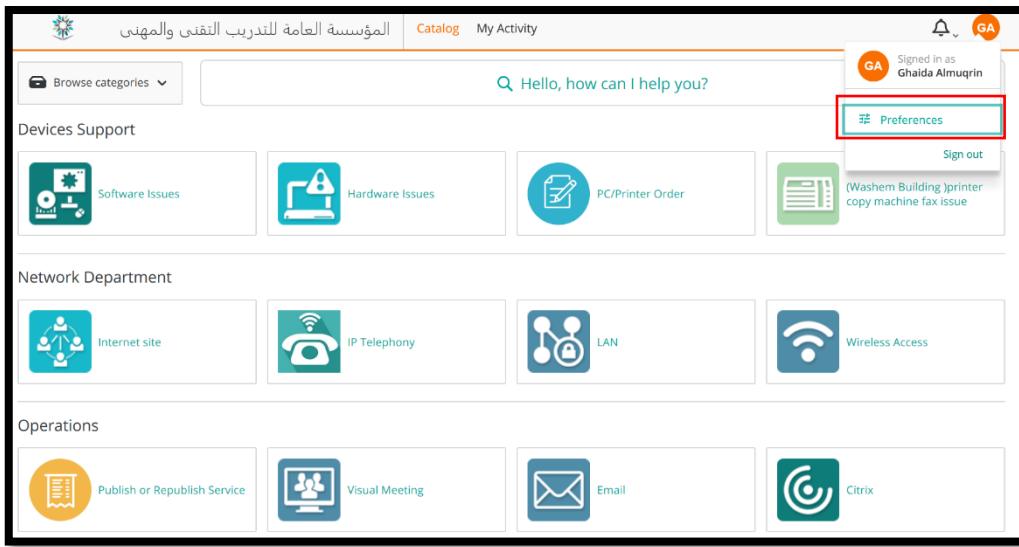 المؤسسة العامة للتدريب التقني والمهني
Catalog
My Activity
GA
GA
Signed in as
Ghaida Almuqrin
Preferences
Sign out
Browse categories
Hello, how can I help you?
Devices Support
Software Issues
Hardware Issues
PC/Printer Order
(Washem Building )printer
copy machine fax issue
Network Department
Internet site
IP Telephony
LAN
Wireless Access
Operations
Publish or Republish Service
Visual Meeting
Email
Citrix